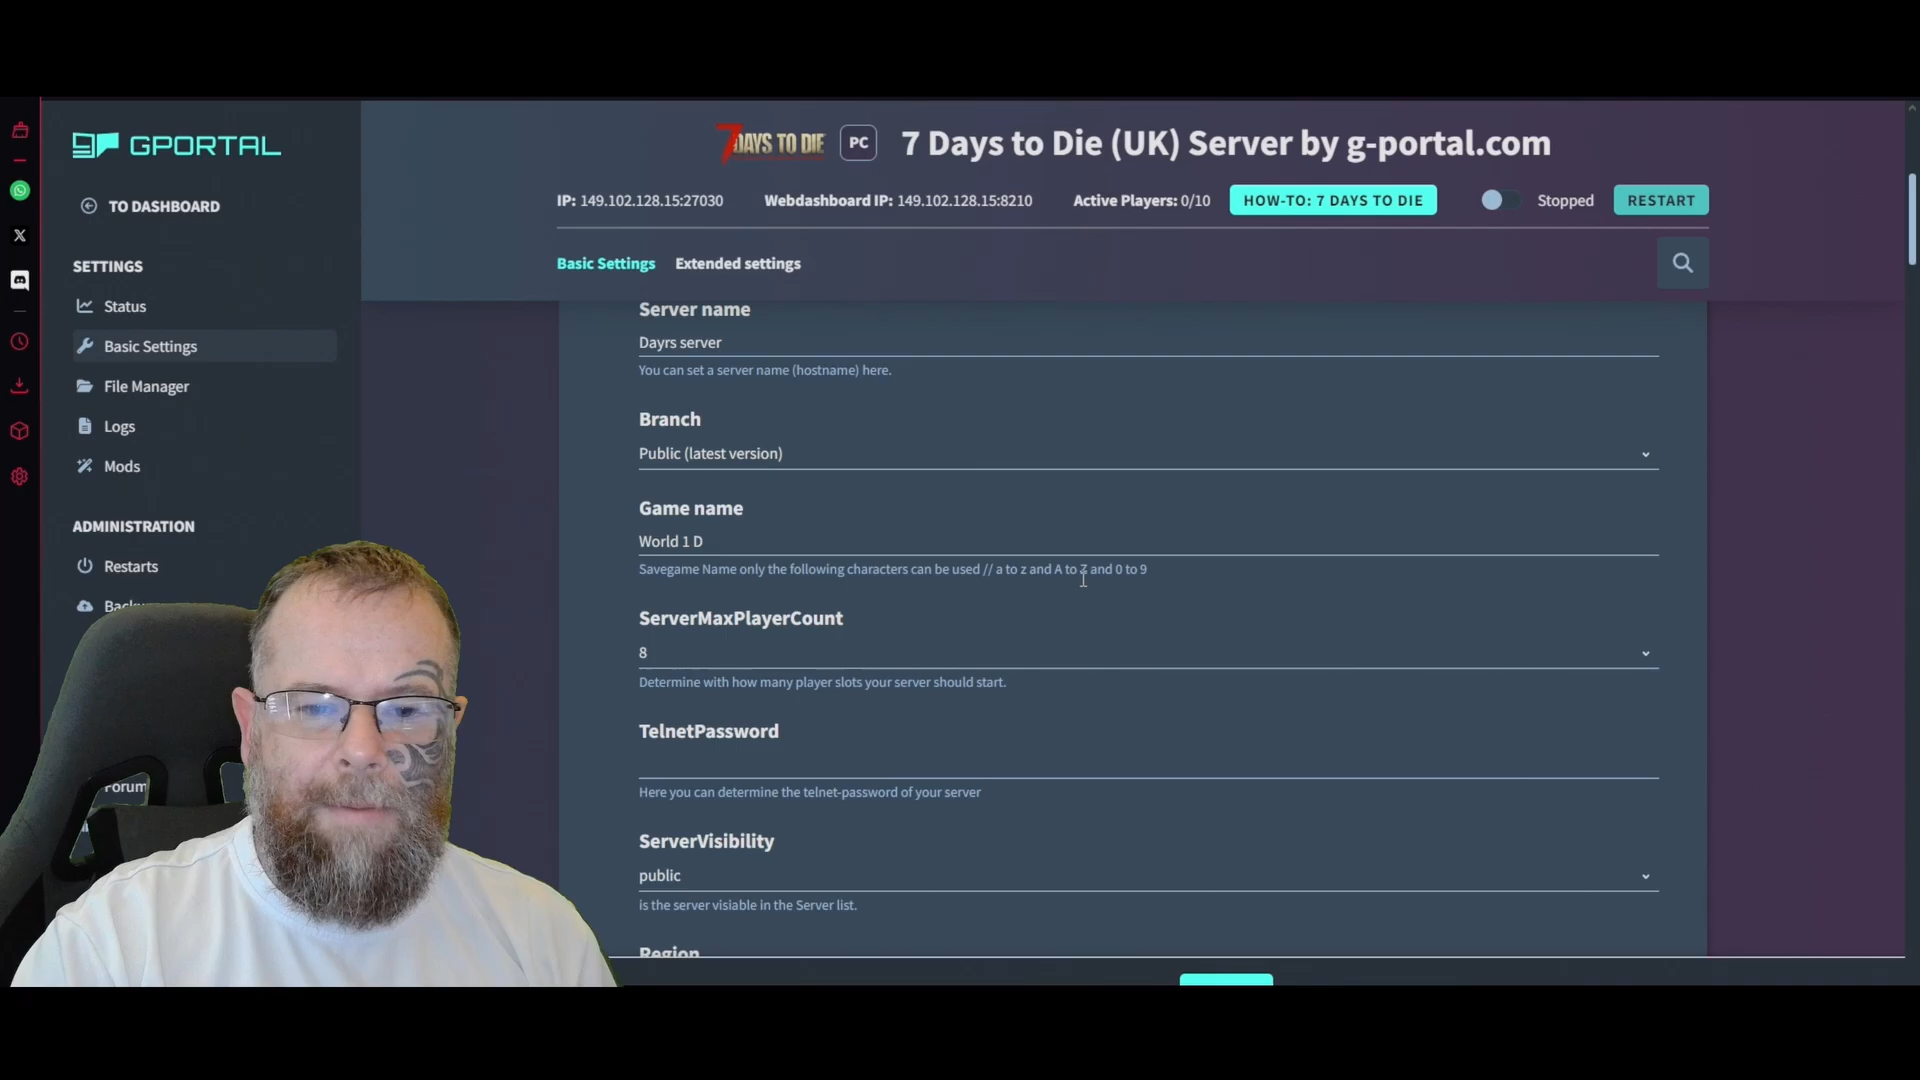 GPORTAL
7 DAYS TO DIE
PC
7 Days to Die (UK) Server by g-portal.com
TO DASHBOARD
IP: 149.102.128.15:27030
Webdashboard IP: 149.102.128.15:8210
Active Players: 0/10
HOW-TO: 7 DAYS TO DIE
Stopped
RESTART
Basic Settings
Extended settings
SETTINGS
Status
Basic Settings
File Manager
Logs
Mods
ADMINISTRATION
Restarts
Forum
Server name
Dayrs server
You can set a server name (hostname) here.
Branch
Public (latest version)
Game name
World 1 D
Savegame Name only the following characters can be used // a to z and A to Z and 0 to 9
ServerMaxPlayerCount
8
Determine with how many player slots your server should start.
TelnetPassword
Here you can determine the telnet-password of your server
ServerVisibility
public
is the server visiable in the Server list.
Region